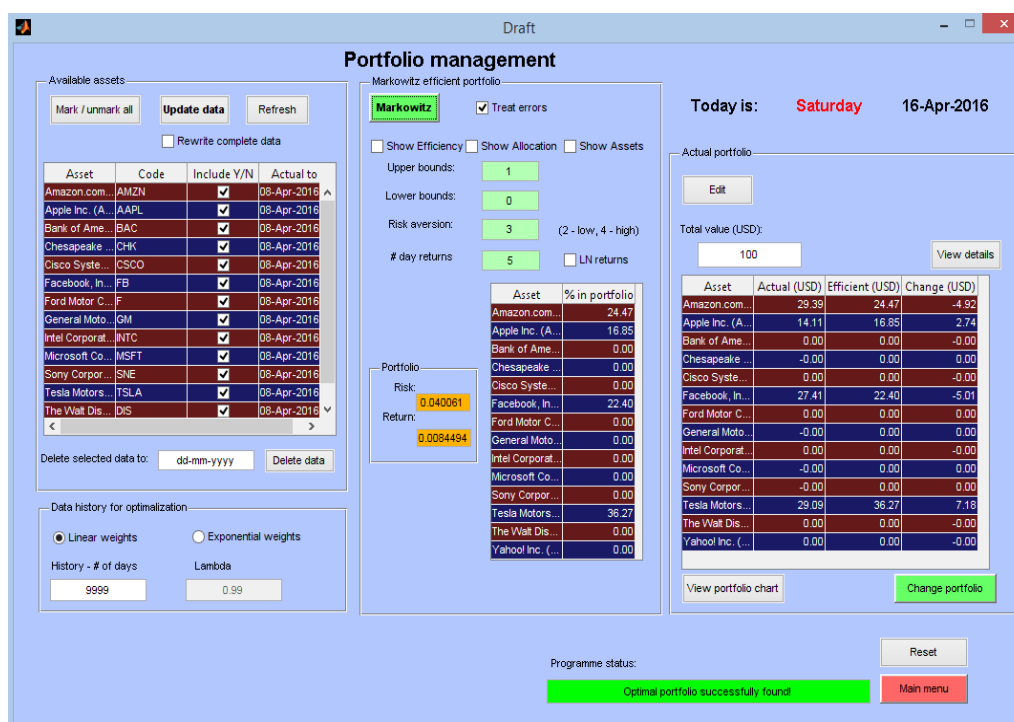 Draft
Portfolio management
Available assets
Mark / unmark all
Update data
Refresh
Rewrite complete data
Asset Code Include Y/N Actual to
Amazon.com... AMZN 08-Apr-2016
Apple Inc. (A... AAPL 08-Apr-2016
Bank of Ame... BAC 08-Apr-2016
Chesapeake ... CHK 08-Apr-2016
Cisco Syste... CSCO 08-Apr-2016
Facebook, In... FB 08-Apr-2016
Ford Motor C... F 08-Apr-2016
General Moto... GM 08-Apr-2016
Intel Corporat... INTC 08-Apr-2016
Microsoft Co... MSFT 08-Apr-2016
Sony Corpor... SNE 08-Apr-2016
Tesla Motors... TSLA 08-Apr-2016
The Walt Dis... DIS 08-Apr-2016
Delete selected data to: dd-mm-yyyy Delete data
Data history for optimalization
Linear weights Exponential weights
History - # of days Lambda
9999 0.99
Markowitz efficient portfolio
Markowitz Treat errors
Show Efficiency Show Allocation Show Assets
Upper bounds: 1
Lower bounds: 0
Risk aversion: 3 (2 - low, 4 - high)
# day returns 5 LN returns
Portfolio
Risk:
0.040061
Return:
0.0084494
Asset % in portfolio
Amazon.com... 24.47
Apple Inc. (A... 16.85
Bank of Ame... 0.00
Chesapeake ... 0.00
Cisco Syste... 0.00
Facebook, In... 22.40
Ford Motor C... 0.00
General Moto... 0.00
Intel Corporat... 0.00
Microsoft Co... 0.00
Sony Corpor... 0.00
Tesla Motors... 36.27
The Walt Dis... 0.00
Yahoo! Inc. (... 0.00
Today is: Saturday 16-Apr-2016
Actual portfolio
Edit
Total value (USD):
100 View details
Asset Actual (USD) Efficient (USD) Change (USD)
Amazon.com... 29.39 24.47 -4.92
Apple Inc. (A... 14.11 16.85 2.74
Bank of Ame... 0.00 0.00 -0.00
Chesapeake ... -0.00 0.00 0.00
Cisco Syste... 0.00 0.00 -0.00
Facebook, In... 27.41 22.40 -5.01
Ford Motor C... 0.00 0.00 0.00
General Moto... -0.00 0.00 0.00
Intel Corporat... 0.00 0.00 -0.00
Microsoft Co... -0.00 0.00 0.00
Sony Corpor... -0.00 0.00 0.00
Tesla Motors... 29.09 36.27 7.18
The Walt Dis... 0.00 0.00 -0.00
Yahoo! Inc. (... 0.00 0.00 -0.00
View portfolio chart Change portfolio
Reset
Programme status:
Optimal portfolio successfully found!
Main menu